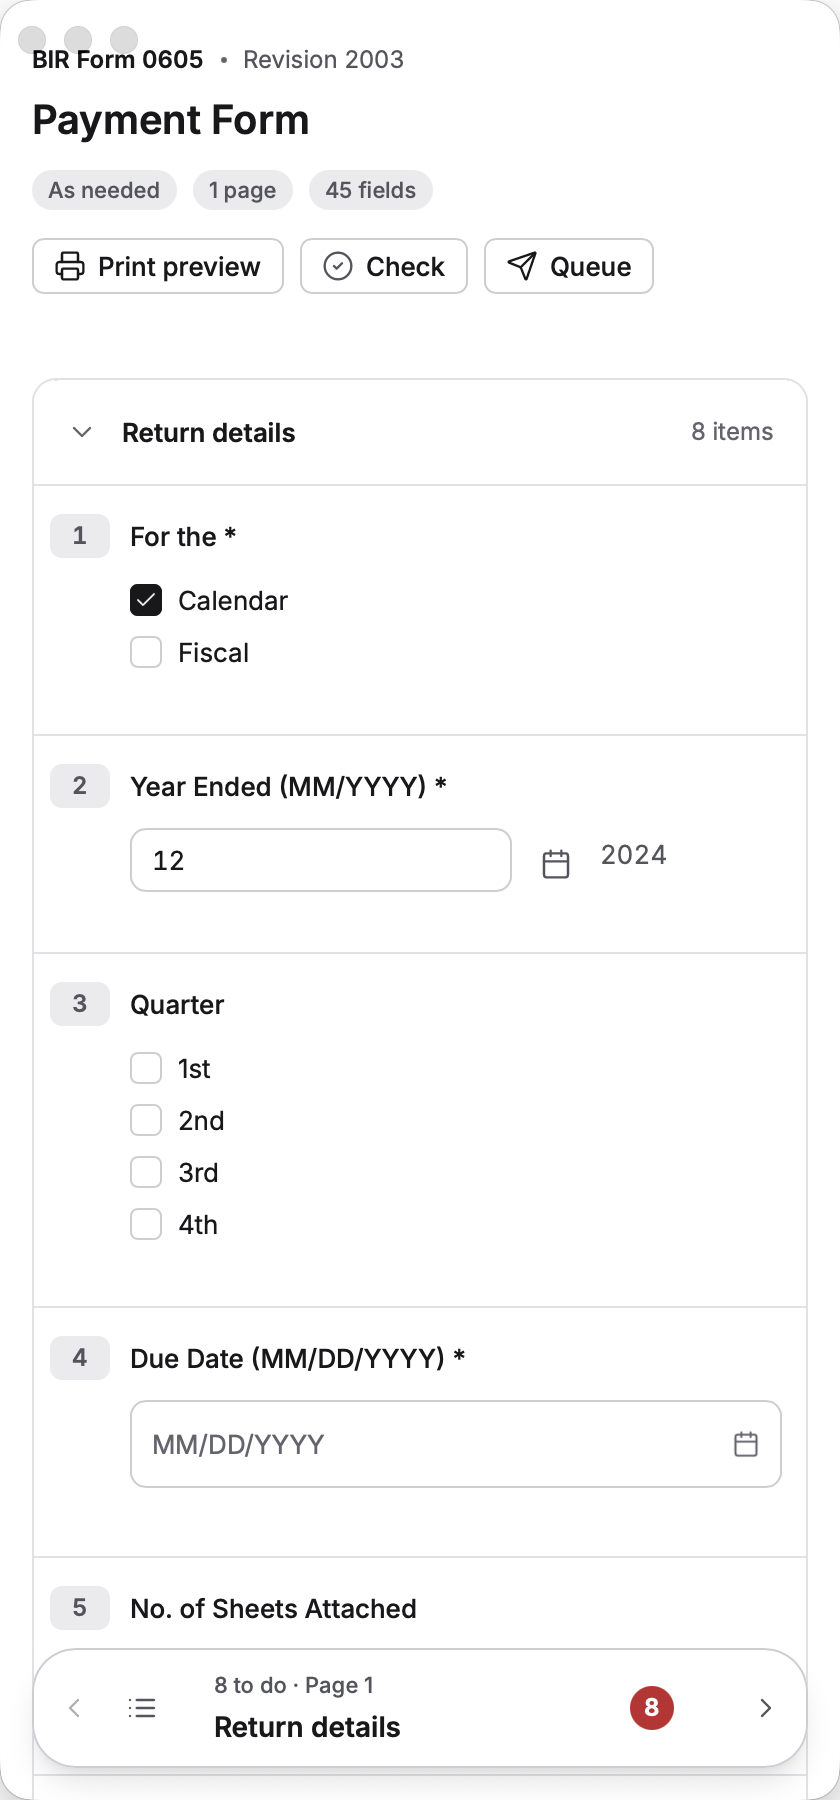 BIR Form 0605 • Revision 2003
Payment Form
As needed 1 page 45 fields
Print preview Check Queue
Return details 8 items
1 For the *
Calendar
Fiscal
2 Year Ended (MM/YYYY) *
12 2024
3 Quarter
1st
2nd
3rd
4th
4 Due Date (MM/DD/YYYY) *
MM/DD/YYYY
5 No. of Sheets Attached
8 to do · Page 1
Return details 8